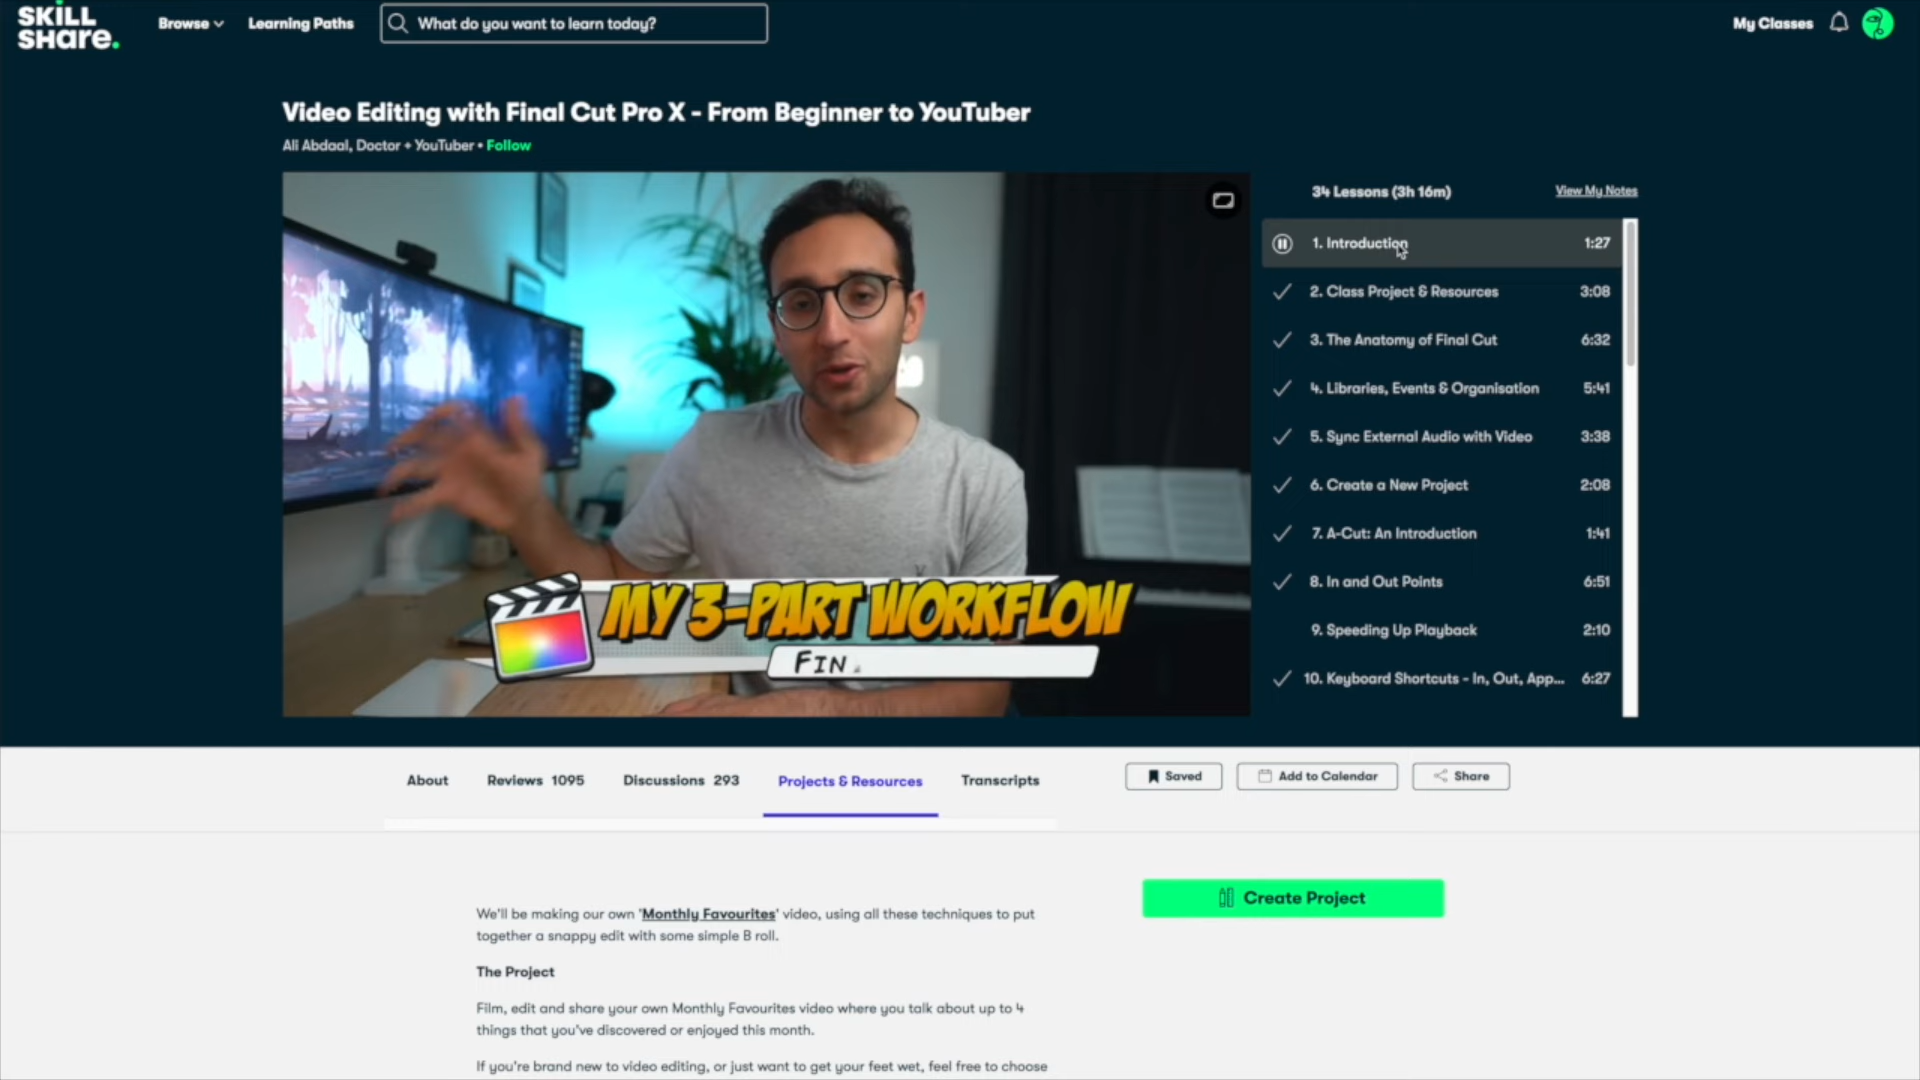 SKILL
SHare.
Browse
Learning Paths
What do you want to learn today?
My Classes
Video Editing with Final Cut Pro X - From Beginner to YouTuber
Ali Abdaal, Doctor + YouTuber • Follow
34 Lessons (3h 16m)
View My Notes
1. Introduction 1:27
2. Class Project & Resources 3:08
3. The Anatomy of Final Cut 6:32
4. Libraries, Events & Organisation 5:41
5. Sync External Audio with Video 3:38
6. Create a New Project 2:08
7. A-Cut: An Introduction 1:41
8. In and Out Points 6:51
9. Speeding Up Playback 2:10
10. Keyboard Shortcuts - In, Out, App... 6:27
MY 3-PART WORKFLOW
FIN
About
Reviews 1095
Discussions 293
Projects & Resources
Transcripts
Saved
Add to Calendar
Share
We'll be making our own 'Monthly Favourites' video, using all these techniques to put
together a snappy edit with some simple B roll.
The Project
Film, edit and share your own Monthly Favourites video where you talk about up to 4
things that you've discovered or enjoyed this month.
If you're brand new to video editing, or just want to get your feet wet, feel free to choose
Create Project